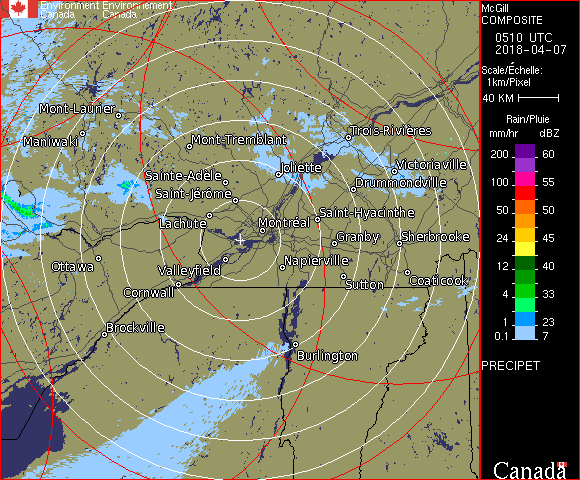 Environment Environnement
Canada Canada
McGill
COMPOSITE
0510 UTC
2018-04-07
Scale/Échelle:
1km/Pixel
40 KM
Rain/Pluie
mm/hr dBZ
200 60
100 55
50 50
24 45
12 40
4 33
1 23
0.1 7
PRECIPET
Canada
Mont-Laurier
Maniwaki
Mont-Tremblant
Trois-Rivières
Joliette
Victoriaville
Sainte-Adèle
Drummondville
Saint-Jérôme
Lachute
Saint-Hyacinthe
Montréal
Granby
Sherbrooke
Ottawa
Valleyfield
Napierville
Cornwall
Sutton
Coaticook
Brockville
Burlington